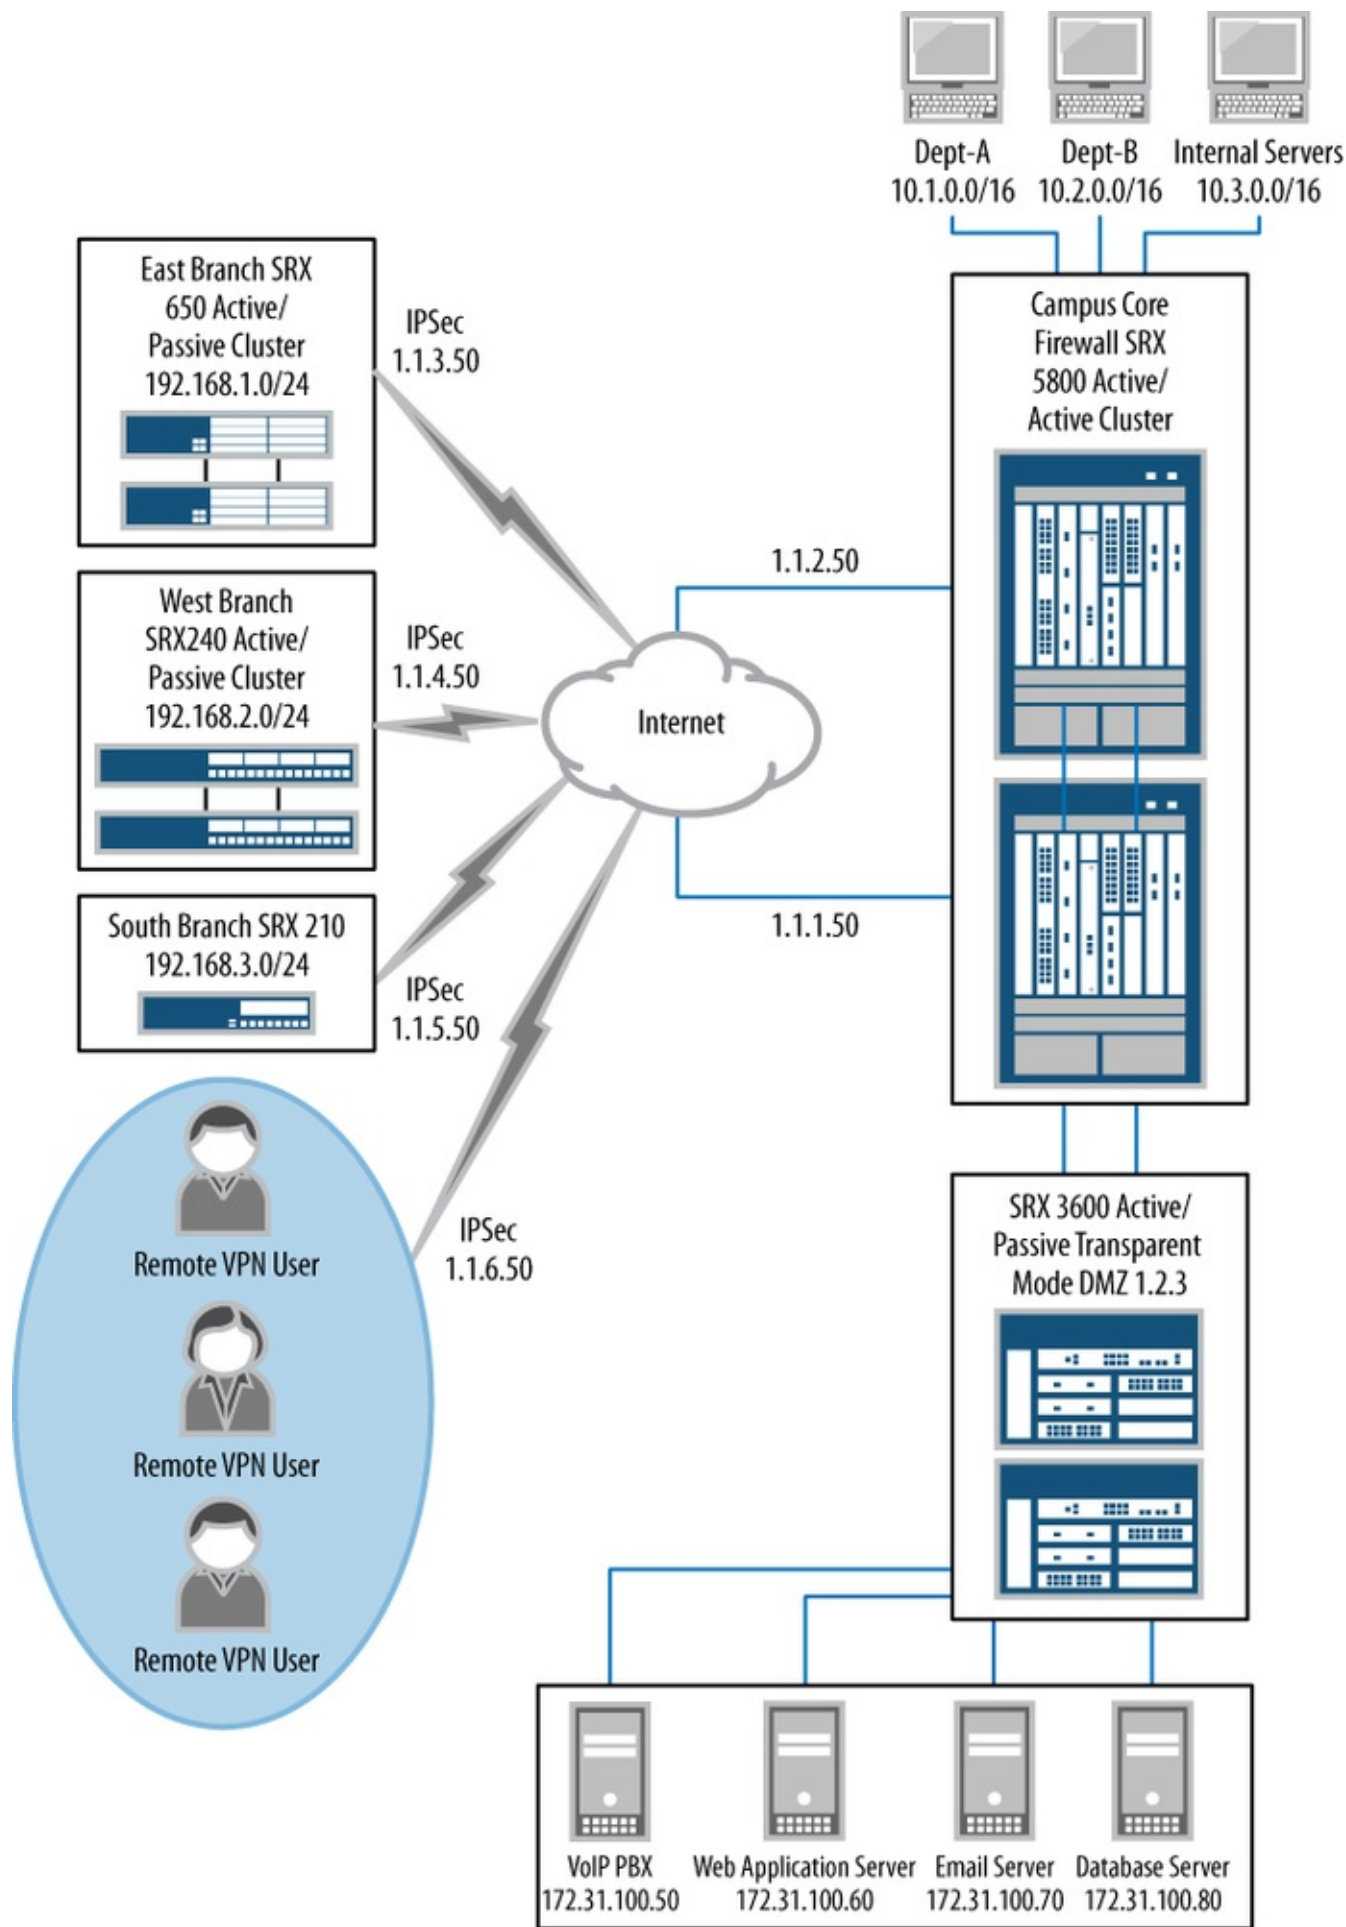 Dept-A
10.1.0.0/16
Dept-B
10.2.0.0/16
Internal Servers
10.3.0.0/16
East Branch SRX
650 Active/
Passive Cluster
192.168.1.0/24
IPSec
1.1.3.50
Campus Core
Firewall SRX
5800 Active/
Active Cluster
1.1.2.50
West Branch
SRX240 Active/
Passive Cluster
192.168.2.0/24
IPSec
1.1.4.50
Internet
South Branch SRX 210
192.168.3.0/24
IPSec
1.1.5.50
1.1.1.50
Remote VPN User
Remote VPN User
Remote VPN User
IPSec
1.1.6.50
SRX 3600 Active/
Passive Transparent
Mode DMZ 1.2.3
VoIP PBX
172.31.100.50
Web Application Server
172.31.100.60
Email Server
172.31.100.70
Database Server
172.31.100.80